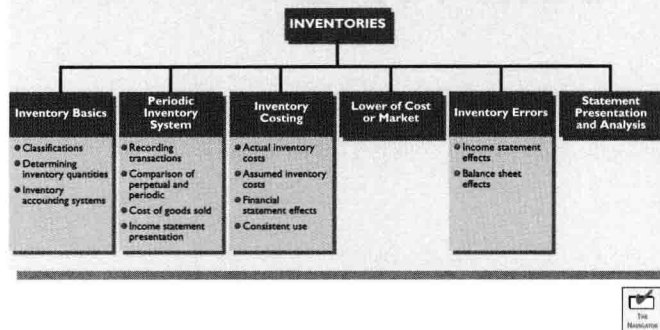 INVENTORIES
Inventory Basics
Classifications
Determining
inventory quantities
Inventory
accounting systems
Periodic
Inventory
System
Recording
transactions
Comparison of
perpetual and
periodic
Cost of goods sold
Income statement
presentation
Inventory
Costing
Actual inventory
costs
Assumed inventory
costs
Financial
statement effects
Consistent use
Lower of Cost
or Market
Inventory Errors
Income statement
effects
Balance sheet
effects
Statement
Presentation
and Analysis
THE
NAVIGATOR